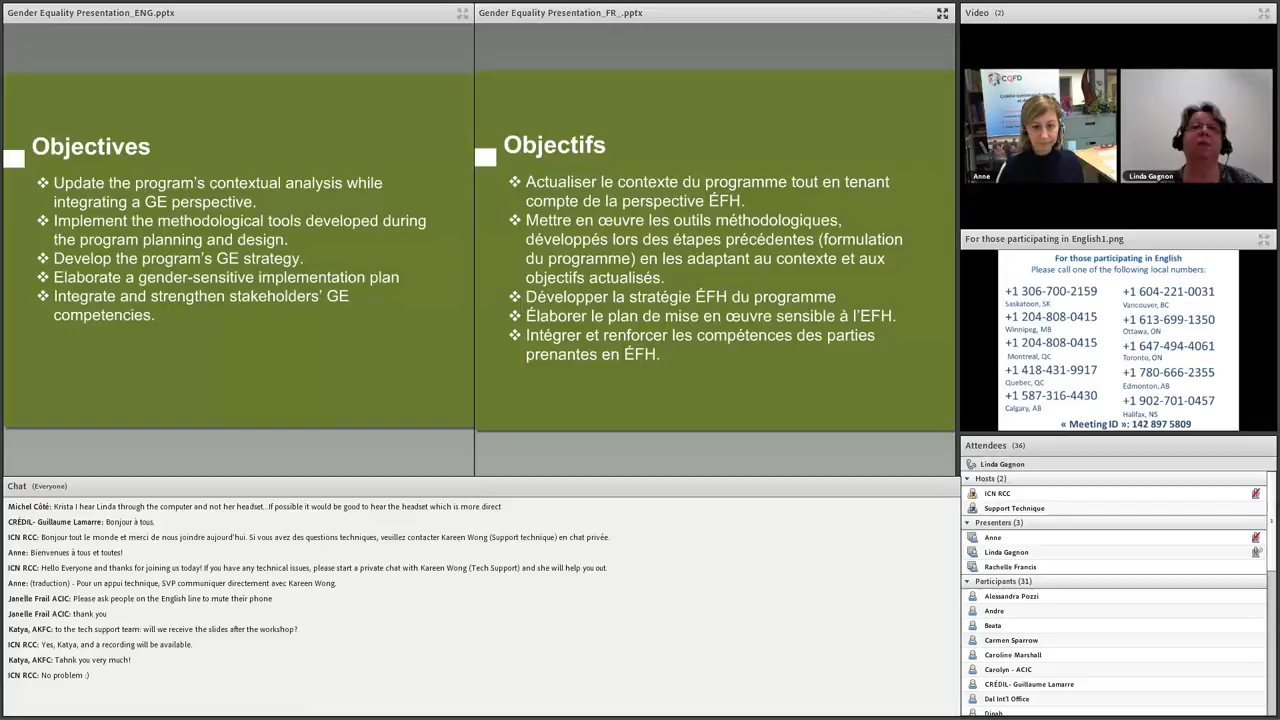 Gender Equality Presentation_ENG.pptx
Objectives
❖ Update the program's contextual analysis while
integrating a GE perspective.
❖ Implement the methodological tools developed during
the program planning and design.
❖ Develop the program's GE strategy.
❖ Elaborate a gender-sensitive implementation plan
❖ Integrate and strengthen stakeholders' GE
competencies.
Gender Equality Presentation_FR_.pptx
Objectifs
❖ Actualiser le contexte du programme tout en tenant
compte de la perspective ÉFH.
❖ Mettre en œuvre les outils méthodologiques,
développés lors des étapes précédentes (formulation
du programme) en les adaptant au contexte et aux
objectifs actualisés.
❖ Développer la stratégie ÉFH du programme
❖ Élaborer le plan de mise en œuvre sensible à l'EFH.
❖ Intégrer et renforcer les compétences des parties
prenantes en ÉFH.
Video (2)
CQFD
Anne
Linda Gagnon
For those participating in English1.png
For those participating in English
Please call one of the following local numbers:
+1 306-700-2159
Saskatoon, SK
+1 204-808-0415
Winnipeg, MB
+1 204-808-0415
Montreal, QC
+1 418-431-9917
Quebec, QC
+1 587-316-4430
Calgary, AB
+1 604-221-0031
Vancouver, BC
+1 613-699-1350
Ottawa, ON
+1 647-494-4061
Toronto, ON
+1 780-666-2355
Edmonton, AB
+1 902-701-0457
Halifax, NS
« Meeting ID »: 142 897 5809
Attendees (36)
Linda Gagnon
Hosts (2)
ICN RCC
Support Technique
Presenters (3)
Anne
Linda Gagnon
Rachelle Francis
Participants (31)
Alessandra Pozzi
Andre
Beata
Carmen Sparrow
Caroline Marshall
Carolyn - ACIC
CRÉDIL- Guillaume Lamarre
Dal Int'l Office
Dinah
Chat (Everyone)
Michel Côté: Krista I hear Linda through the computer and not her headset...If possible it would be good to hear the headset which is more direct
CRÉDIL- Guillaume Lamarre: Bonjour à tous.
ICN RCC: Bonjour tout le monde et merci de nous joindre aujourd'hui. Si vous avez des questions techniques, veuillez contacter Kareen Wong (Support technique) en chat privée.
Anne: Bienvenues à tous et toutes!
ICN RCC: Hello Everyone and thanks for joining us today! If you have any technical issues, please start a private chat with Kareen Wong (Tech Support) and she will help you out.
Anne: (traduction) - Pour un appui technique, SVP communiquer directement avec Kareen Wong.
Janelle Frail ACIC: Please ask people on the English line to mute their phone
Janelle Frail ACIC: thank you
Katya, AKFC: to the tech support team: will we receive the slides after the workshop?
ICN RCC: Yes, Katya, and a recording will be available.
Katya, AKFC: Tahnk you very much!
ICN RCC: No problem :)